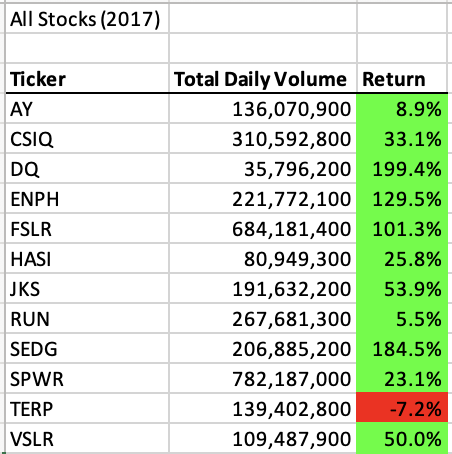 All Stocks (2017)
Ticker Total Daily Volume Return
AY 136,070,900 8.9%
CSIQ 310,592,800 33.1%
DQ 35,796,200 199.4%
ENPH 221,772,100 129.5%
FSLR 684,181,400 101.3%
HASI 80,949,300 25.8%
JKS 191,632,200 53.9%
RUN 267,681,300 5.5%
SEDG 206,885,200 184.5%
SPWR 782,187,000 23.1%
TERP 139,402,800 -7.2%
VSLR 109,487,900 50.0%